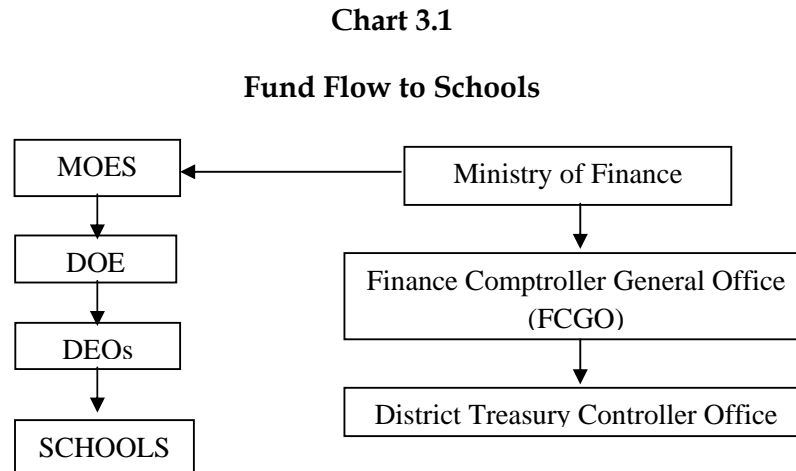 Chart 3.1
Fund Flow to Schools
MOES
Ministry of Finance
DOE
Finance Comptroller General Office
(FCGO)
DEOs
District Treasury Controller Office
SCHOOLS